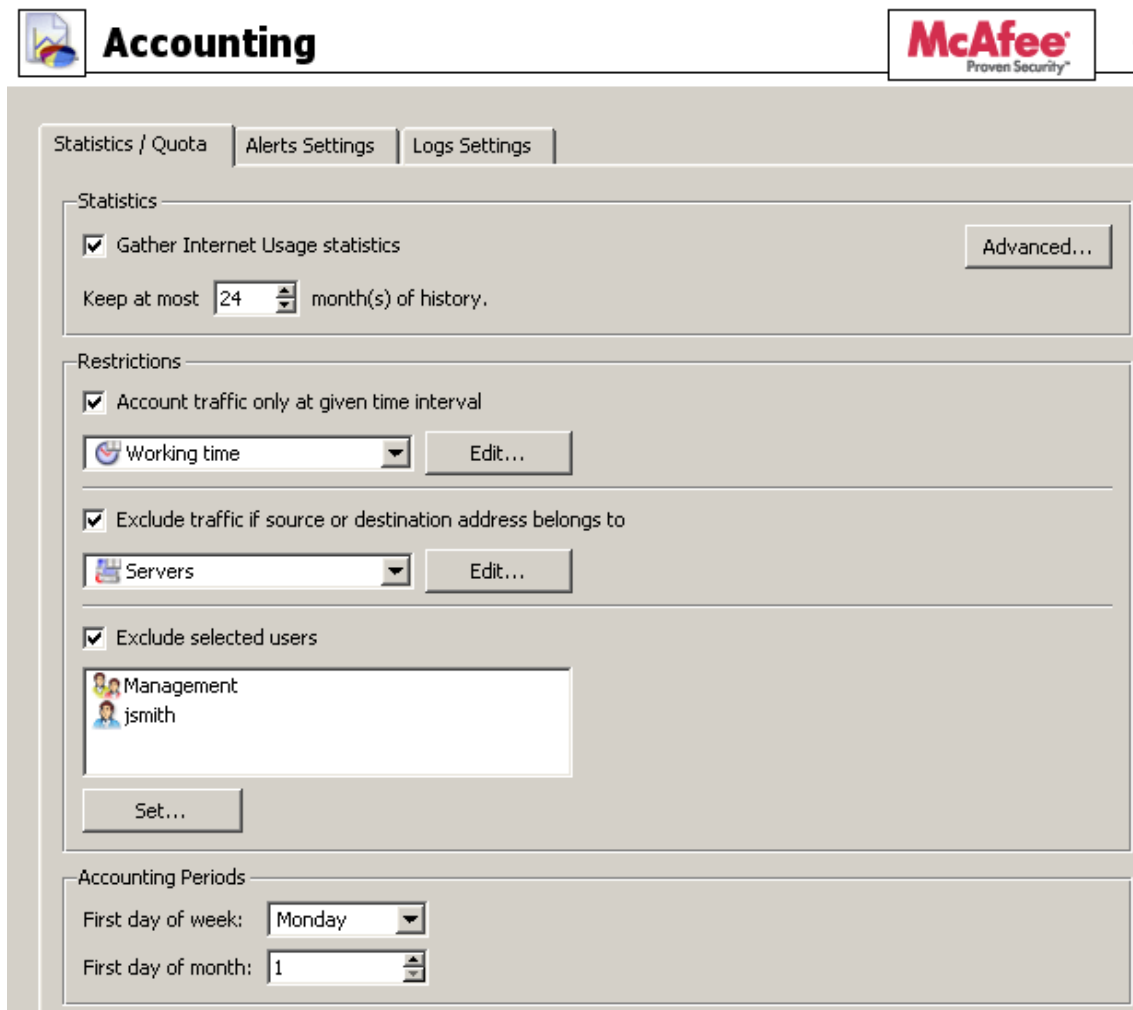 Accounting
McAfee®
Proven Security™
Statistics / Quota
Alerts Settings
Logs Settings
Statistics
Gather Internet Usage statistics
Advanced...
Keep at most 24 month(s) of history.
Restrictions
Account traffic only at given time interval
Working time
Edit...
Exclude traffic if source or destination address belongs to
Servers
Edit...
Exclude selected users
Management
jsmith
Set...
Accounting Periods
First day of week: Monday
First day of month: 1